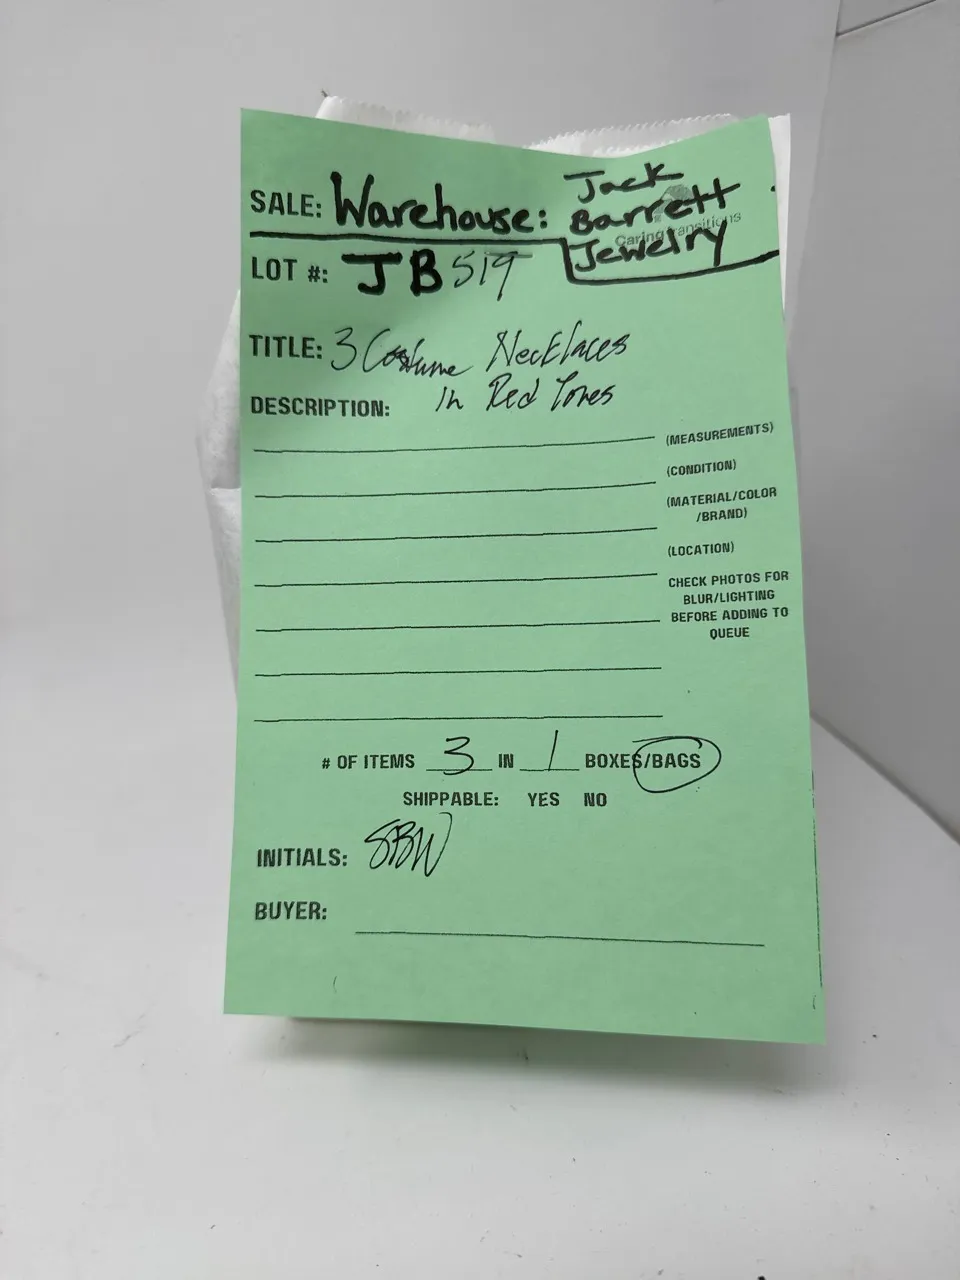 SALE: Warehouse: Jack
Barrett
Jewelry
CaringTransitions
LOT #: JB519
TITLE: 3 Costume Necklaces
in Red Tones
DESCRIPTION:
(MEASUREMENTS)
(CONDITION)
(MATERIAL/COLOR
/BRAND)
(LOCATION)
CHECK PHOTOS FOR
BLUR/LIGHTING
BEFORE ADDING TO
QUEUE
# OF ITEMS 3 IN 1 BOXES/BAGS
SHIPPABLE: YES NO
INITIALS: SBW
BUYER: